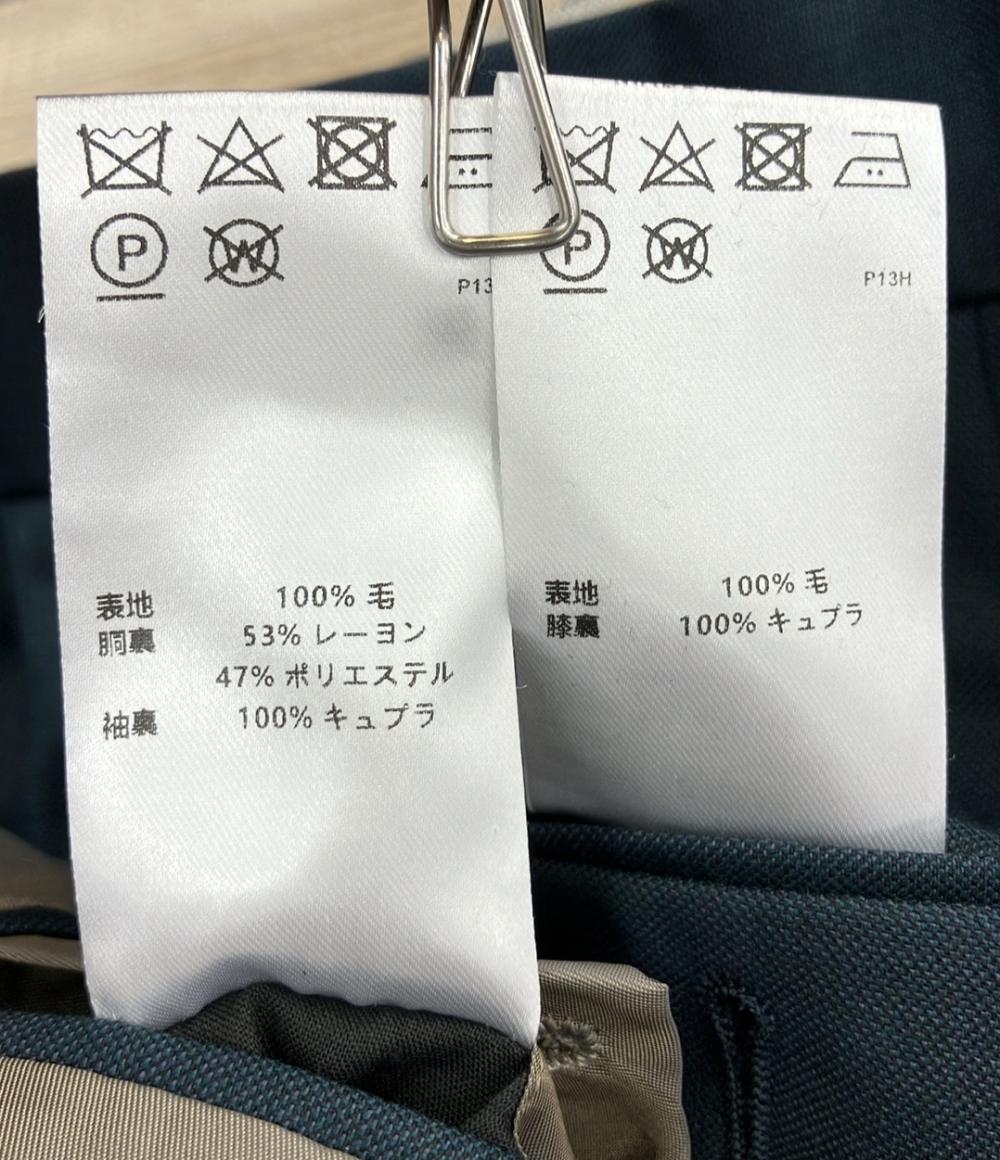 P
W
P13
表地 100% 毛
胴裏 53% レーヨン
47% ポリエステル
袖裏 100% キュプラ
P
W
P13H
表地 100% 毛
膝裏 100% キュプラ